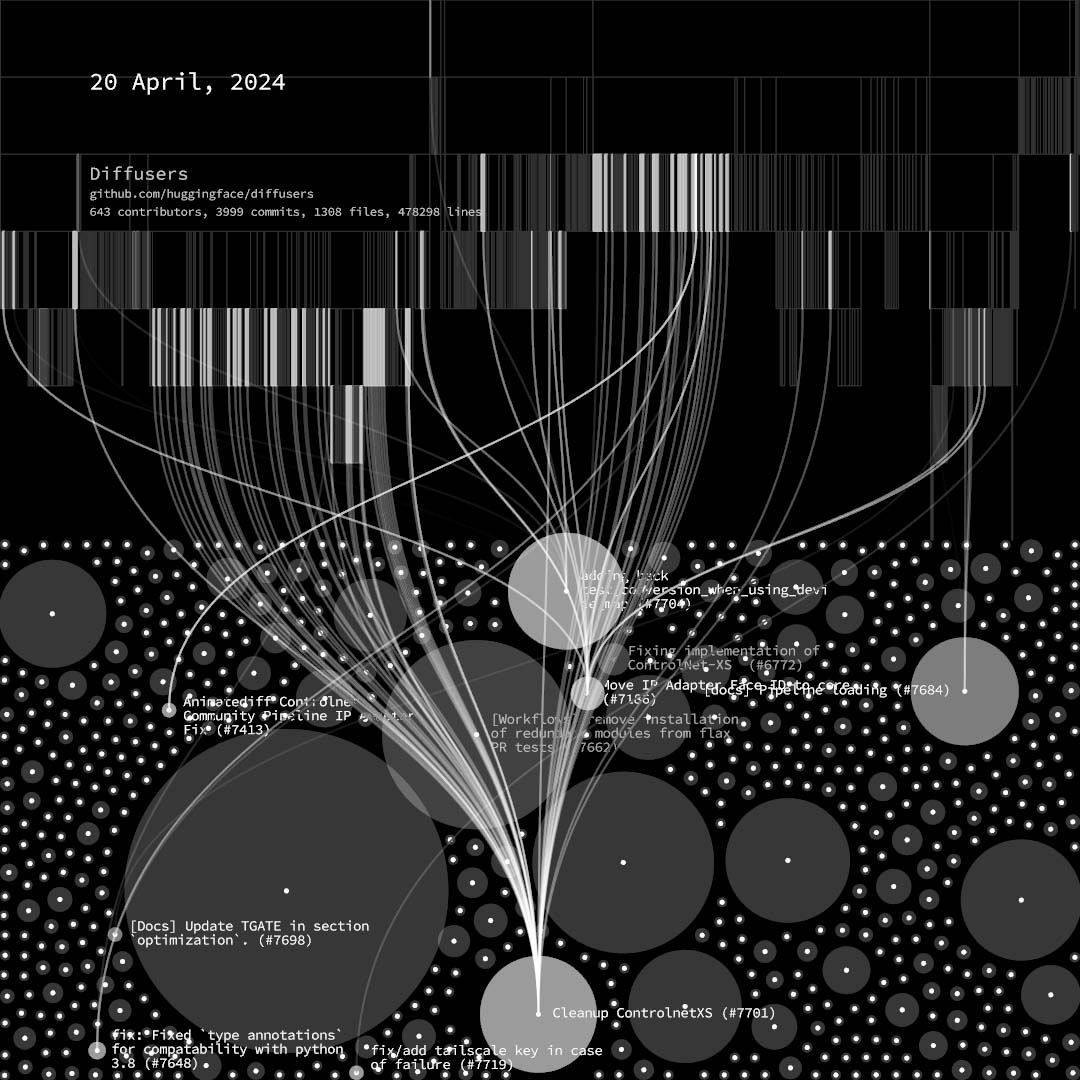 20 April, 2024
Diffusers
github.com/huggingface/diffusers
643 contributors, 3999 commits, 1308 files, 478298 lines
adding back
test_conversion_when_using_devi
ce_map (#7704)
Fixing implementation of
ControlNet-XS (#6772)
Move IP Adapter Face ID to core
(#7186)
[Docs] Pipeline loading (#7684)
Animatediff Controlnet
Community Pipeline IP Adapter
Fix (#7413)
[Workflows] remove installation
of redundant modules from flax
PR tests (#7662)
[Docs] Update TGATE in section
`optimization`. (#7698)
Cleanup ControlnetXS (#7701)
fix: Fixed `type annotations`
for compatability with python
3.8 (#7648)
fix/add tailscale key in case
of failure (#7719)